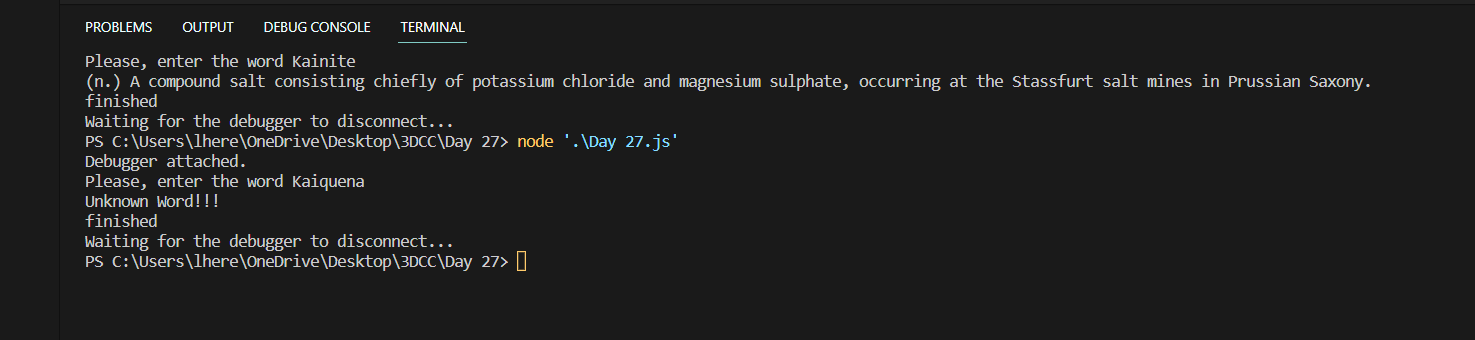 PROBLEMS OUTPUT DEBUG CONSOLE TERMINAL
Please, enter the word Kainite
(n.) A compound salt consisting chiefly of potassium chloride and magnesium sulphate, occurring at the Stassfurt salt mines in Prussian Saxony.
finished
Waiting for the debugger to disconnect...
PS C:\Users\lhere\OneDrive\Desktop\3DCC\Day 27> node '.\Day 27.js'
Debugger attached.
Please, enter the word Kaiquena
Unknown Word!!!
finished
Waiting for the debugger to disconnect...
PS C:\Users\lhere\OneDrive\Desktop\3DCC\Day 27>